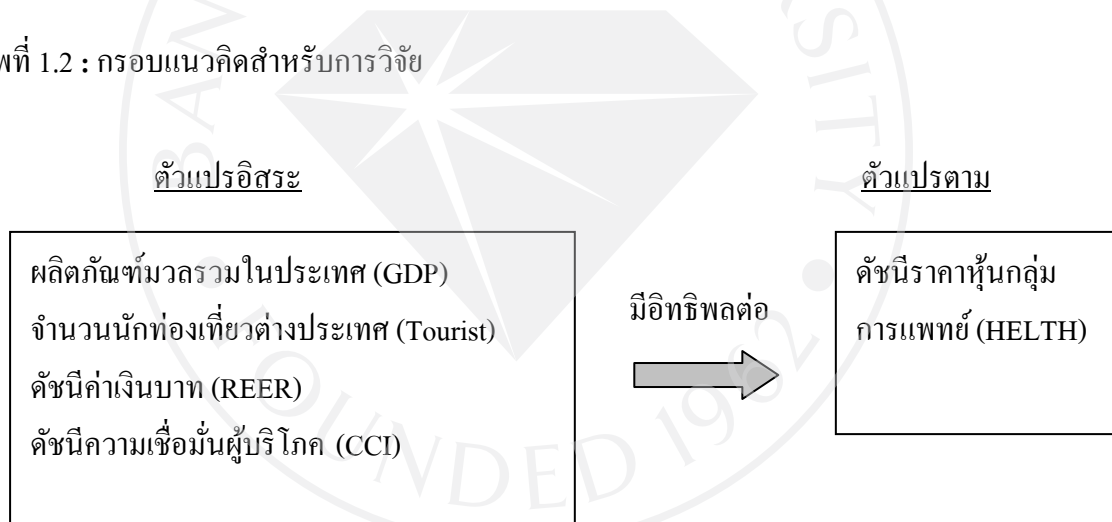 พที่ 1.2 : กรอบแนวคิดสำหรับการวิจัย
ตัวแปรอิสระ
ตัวแปรตาม
ผลิตภัณฑ์มวลรวมในประเทศ (GDP)
จำนวนนักท่องเที่ยวต่างประเทศ (Tourist)
ดัชนีค่าเงินบาท (REER)
ดัชนีความเชื่อมั่นผู้บริโภค (CCI)
มีอิทธิพลต่อ
ดัชนีราคาหุ้นกลุ่ม
การแพทย์ (HELTH)
BAN
SITY
FOUNDED 1962